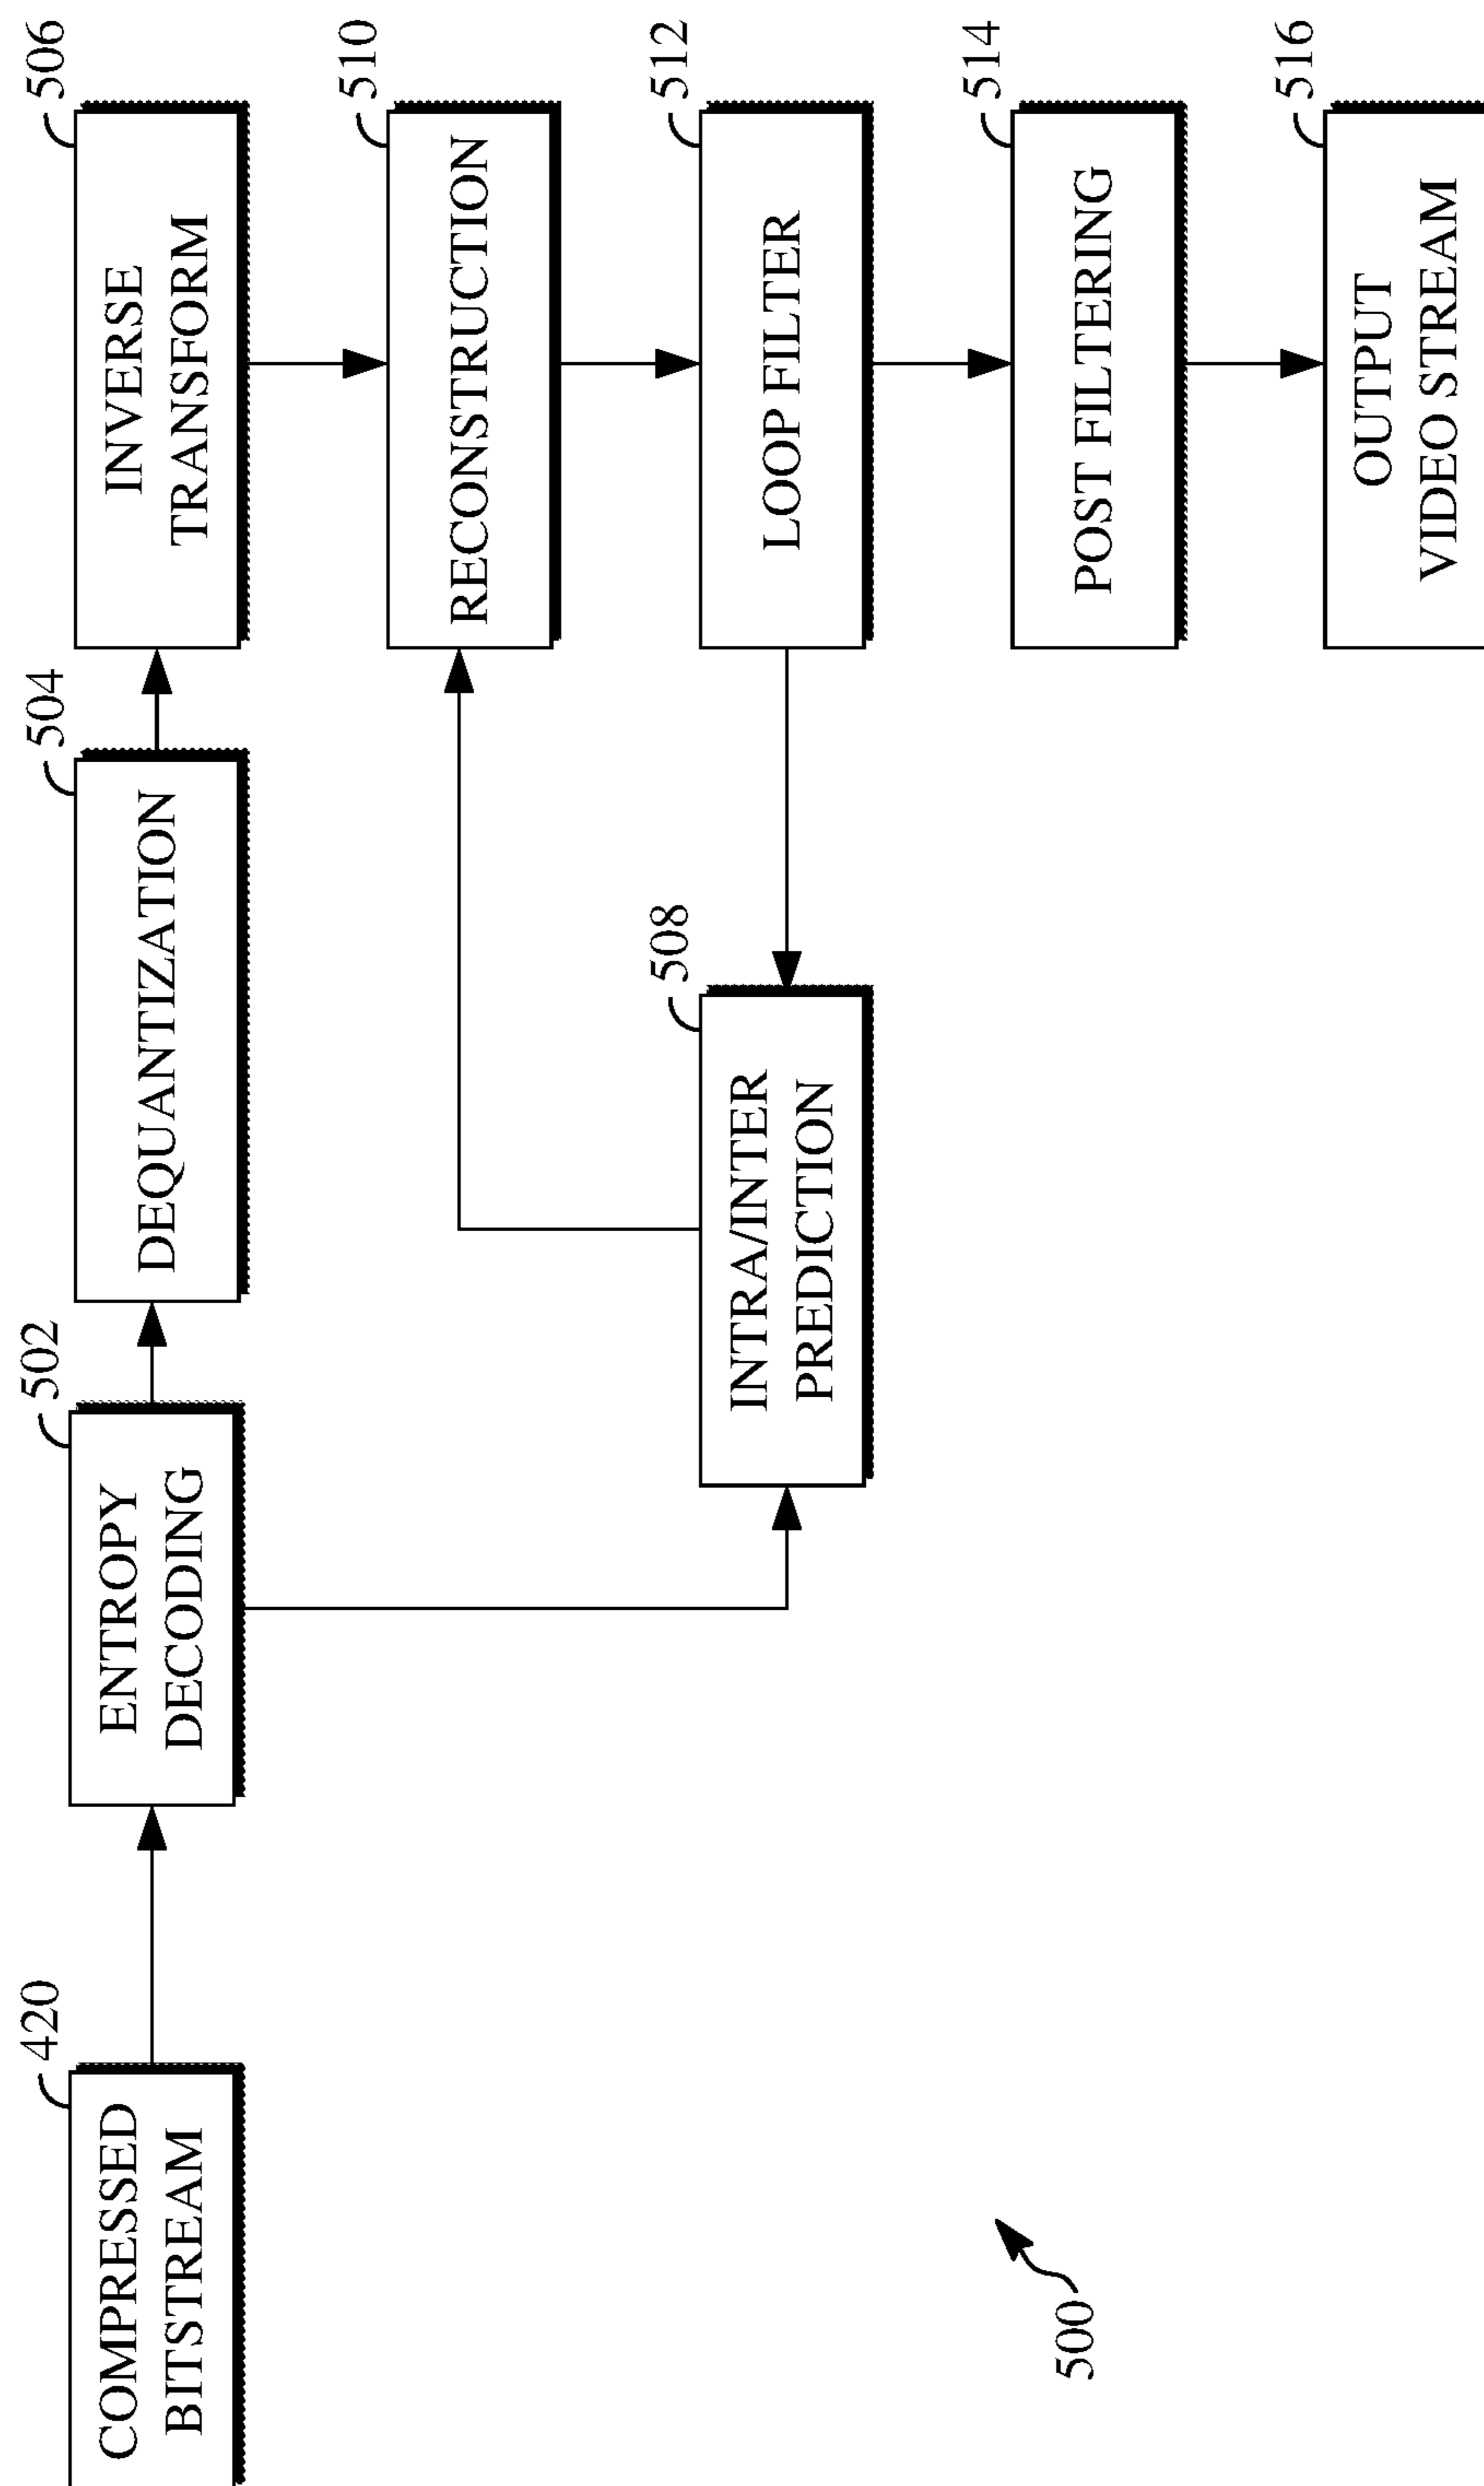 420
COMPRESSED
BITSTREAM
502
ENTROPY
DECODING
504
DEQUANTIZATION
506
INVERSE
TRANSFORM
510
RECONSTRUCTION
508
INTRA/INTER
PREDICTION
512
LOOP FILTER
514
POST FILTERING
516
OUTPUT
VIDEO STREAM
500